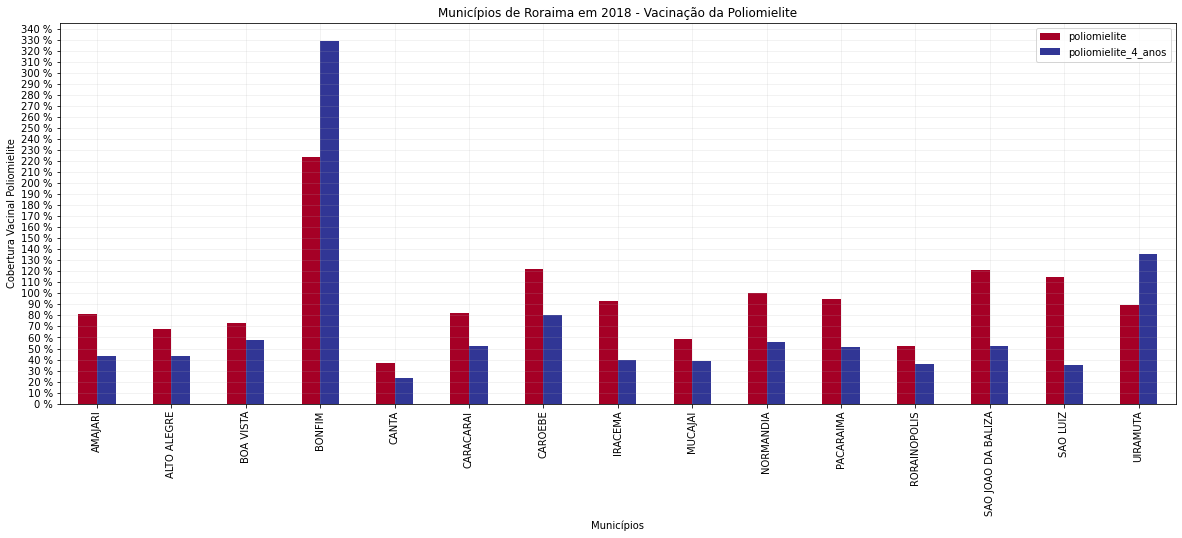 Municípios de Roraima em 2018 - Vacinação da Poliomielite
poliomielite
poliomielite_4_anos
Cobertura Vacinal Poliomielite
340 %
330 %
320 %
310 %
300 %
290 %
280 %
270 %
260 %
250 %
240 %
230 %
220 %
210 %
200 %
190 %
180 %
170 %
160 %
150 %
140 %
130 %
120 %
110 %
100 %
90 %
80 %
70 %
60 %
50 %
40 %
30 %
20 %
10 %
0 %
AMAJARI
ALTO ALEGRE
BOA VISTA
BONFIM
CANTA
CARACARAI
CAROEBE
IRACEMA
MUCAJAI
NORMANDIA
PACARAIMA
RORAINOPOLIS
SAO JOAO DA BALIZA
SAO LUIZ
UIRAMUTA
Municípios